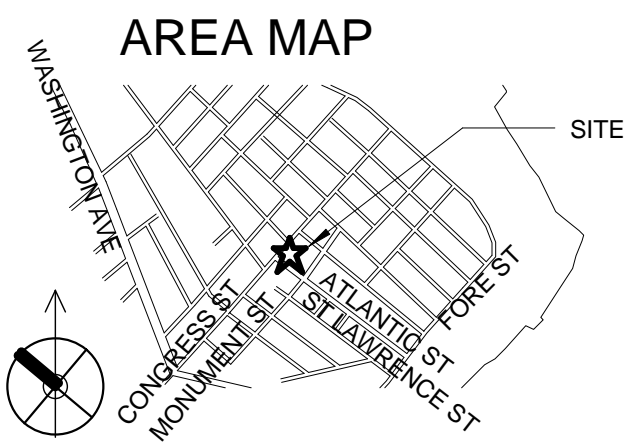 AREA MAP
WASHINGTON AVE
SITE
CONGRESS ST
MONUMENT ST
ATLANTIC ST
ST LAWRENCE ST
FORE ST